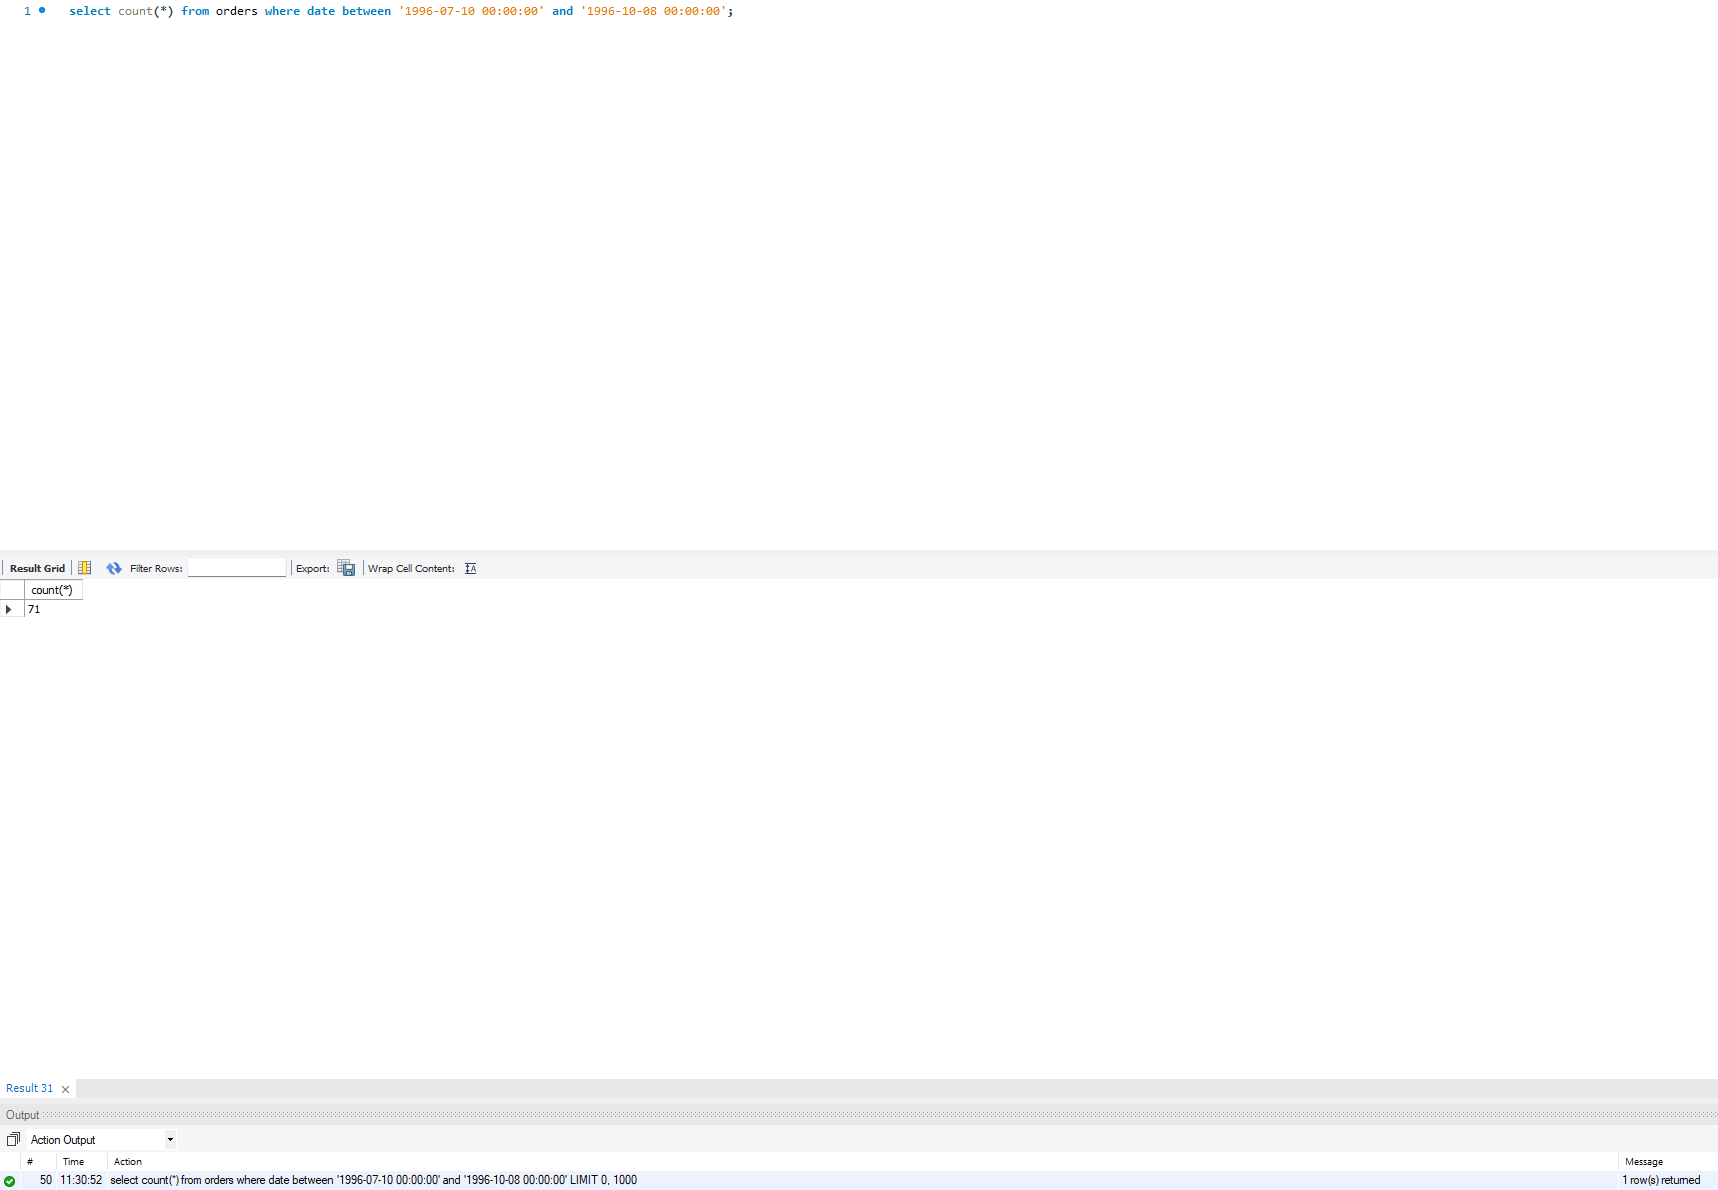 1 select count(*) from orders where date between '1996-07-10 00:00:00' and '1996-10-08 00:00:00';
Result Grid Filter Rows: Export: Wrap Cell Content:
count(*)
71
Result 31
Output
Action Output
# Time Action Message
50 11:30:52 select count(*) from orders where date between '1996-07-10 00:00:00' and '1996-10-08 00:00:00' LIMIT 0, 1000 1 row(s) returned